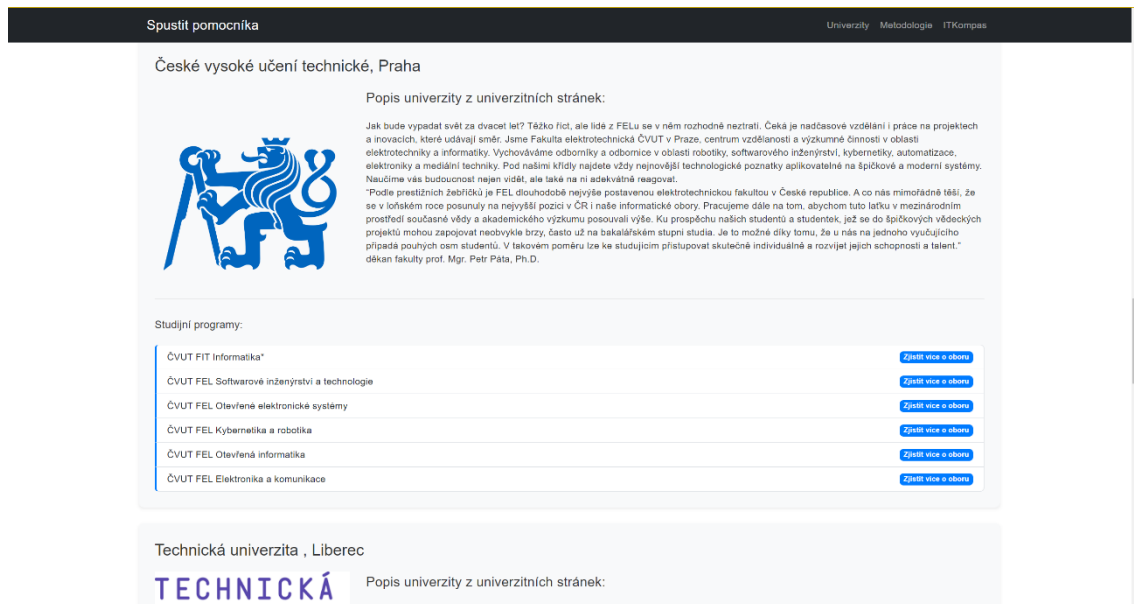 Spustit pomocníka
Univerzity Metodologie ITKompas
České vysoké učení technické, Praha
Popis univerzity z univerzitních stránek:
Jak bude vypadat svět za dvacet let? Těžko říct, ale lidé z FELu se v něm rozhodně neztratí. Čeká je nadčasové vzdělání i práce na projektech
a inovacích, které udávají směr. Jsme Fakulta elektrotechnická ČVUT v Praze, centrum vzdělanosti a výzkumné činnosti v oblasti
elektrotechniky a informatiky. Vychováváme odborníky a odbornice v oblasti robotiky, softwarového inženýrství, kybernetiky, automatizace,
elektroniky a mediální techniky. Pod našimi křídly najdete vždy nejnovější technologické poznatky aplikovatelné na špičkové a moderní systémy.
Naučíme vás budoucnost nejen vidět, ale také na ni adekvátně reagovat.
"Podle prestižních žebříčků je FEL dlouhodobě nejvýše postavenou elektrotechnickou fakultou v České republice. A co nás mimořádně těší, že
se v loňském roce posunuly na nejvyšší pozici v ČR i naše informatické obory. Pracujeme dále na tom, abychom tuto laťku v mezinárodním
prostředí současné vědy a akademického výzkumu posouvali výše. Ku prospěchu našich studentů a studentek, jež se do špičkových vědeckých
projektů mohou zapojovat neobvykle brzy, často už na bakalářském stupni studia. Je to možné díky tomu, že u nás na jednoho vyučujícího
připadá pouhých osm studentů. V takovém poměru lze ke studujícím přistupovat skutečně individuálně a rozvíjet jejich schopnosti a talent."
děkan fakulty prof. Mgr. Petr Páta, Ph.D.
Studijní programy:
ČVUT FIT Informatika* Zjistit více o oboru
ČVUT FEL Softwarové inženýrství a technologie Zjistit více o oboru
ČVUT FEL Otevřené elektronické systémy Zjistit více o oboru
ČVUT FEL Kybernetika a robotika Zjistit více o oboru
ČVUT FEL Otevřená informatika Zjistit více o oboru
ČVUT FEL Elektronika a komunikace Zjistit více o oboru
Technická univerzita , Liberec
TECHNICKÁ
Popis univerzity z univerzitních stránek: